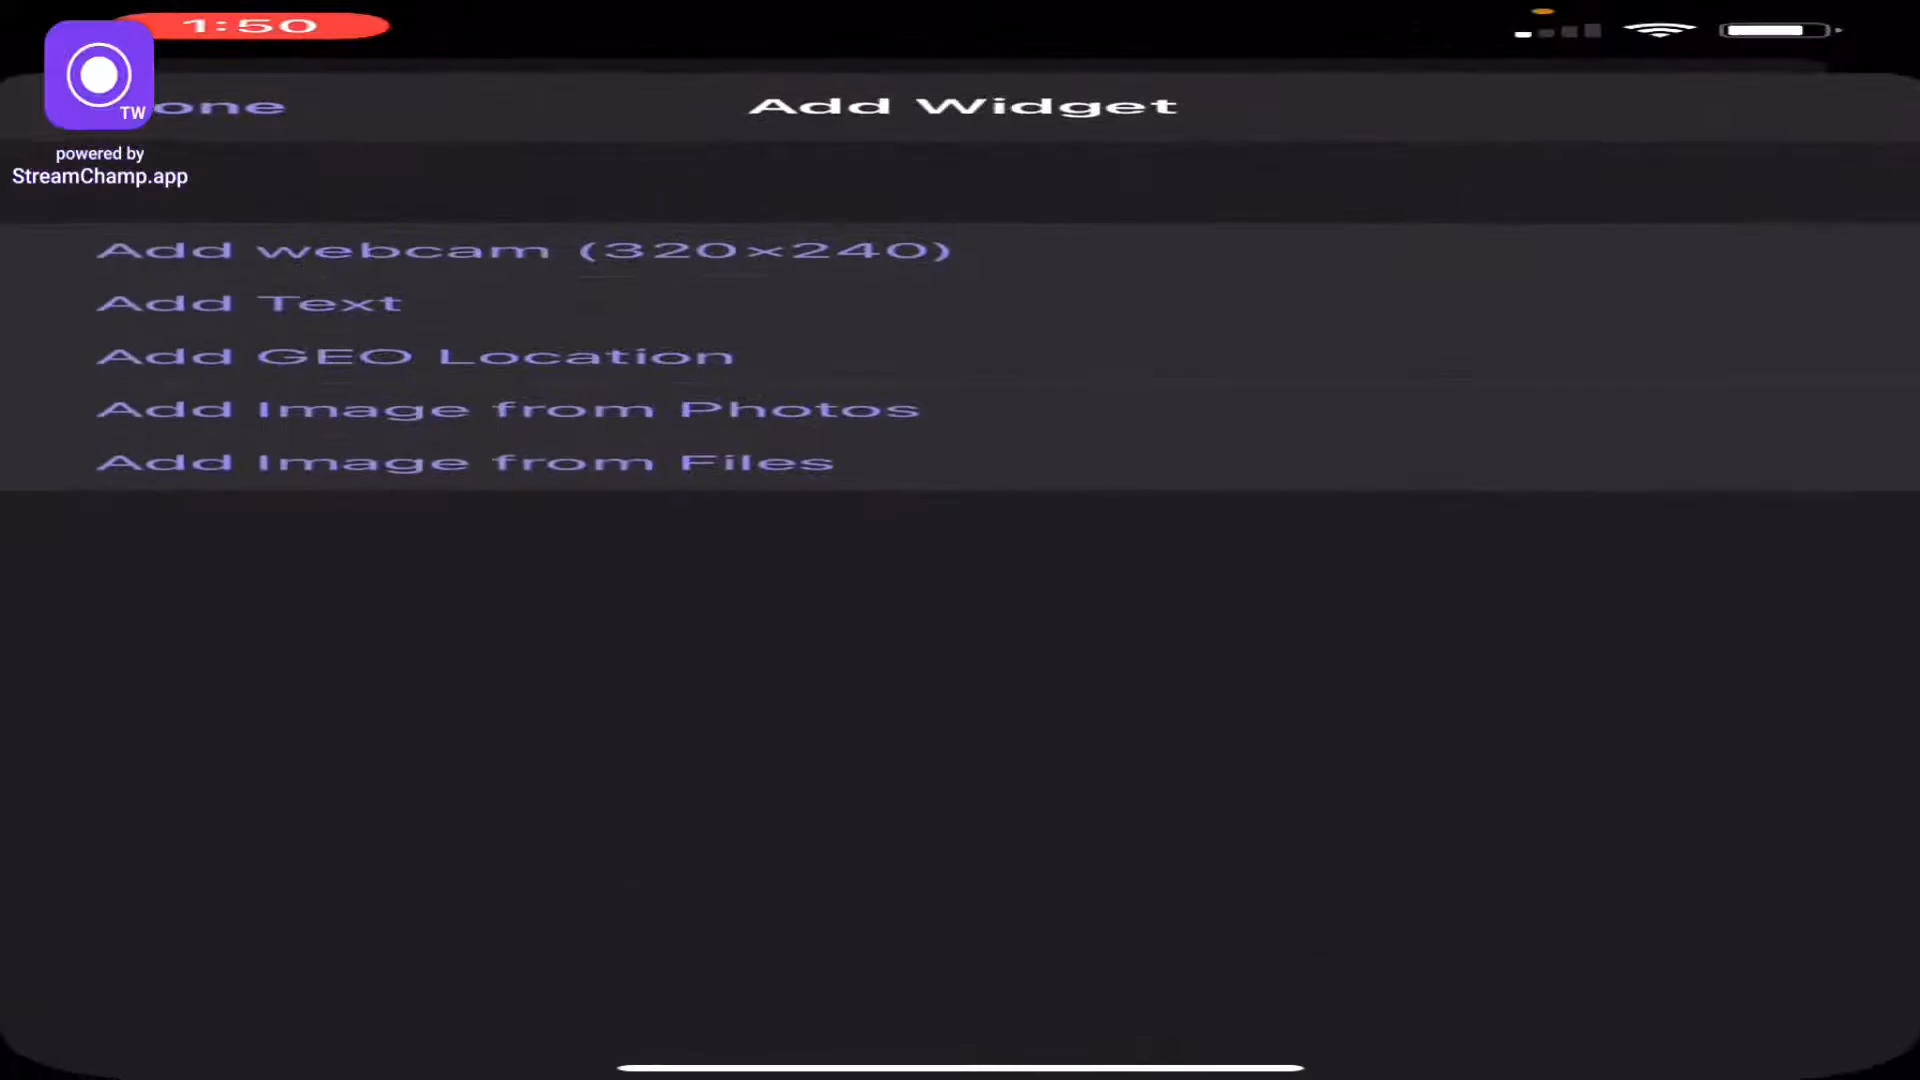 1:50
TW
one
Add Widget
powered by
StreamChamp.app
Add webcam (320×240)
Add Text
Add GEO Location
Add Image from Photos
Add Image from Files